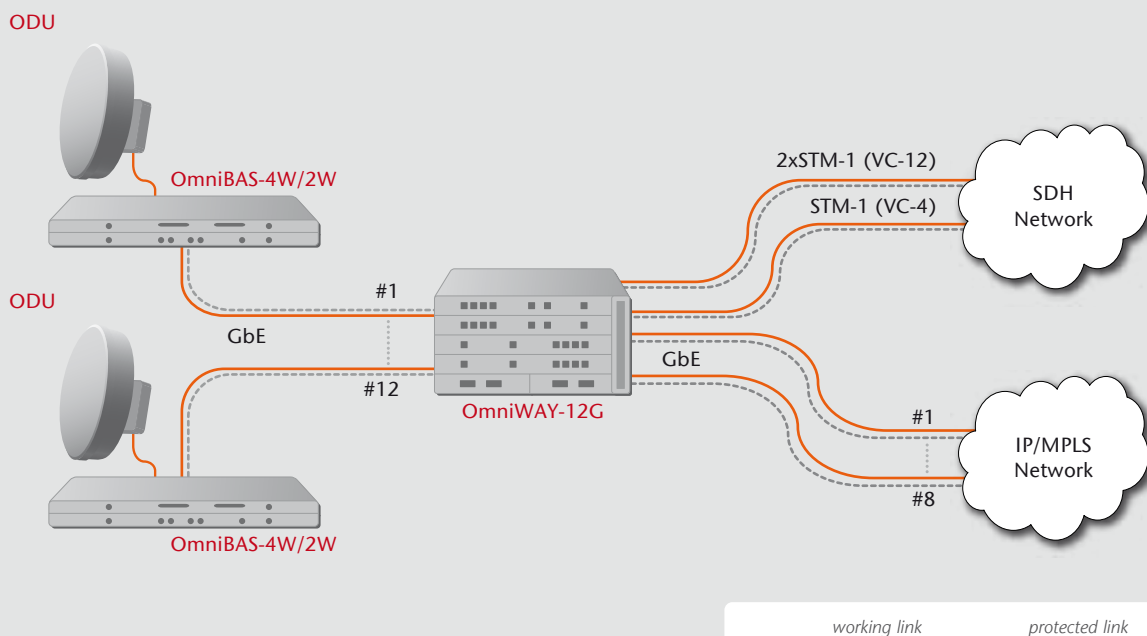 ODU
OmniBAS-4W/2W
2xSTM-1 (VC-12)
STM-1 (VC-4)
SDH
Network
ODU
#1
GbE
#12
OmniWAY-12G
GbE
#1
IP/MPLS
Network
#8
OmniBAS-4W/2W
working link
protected link